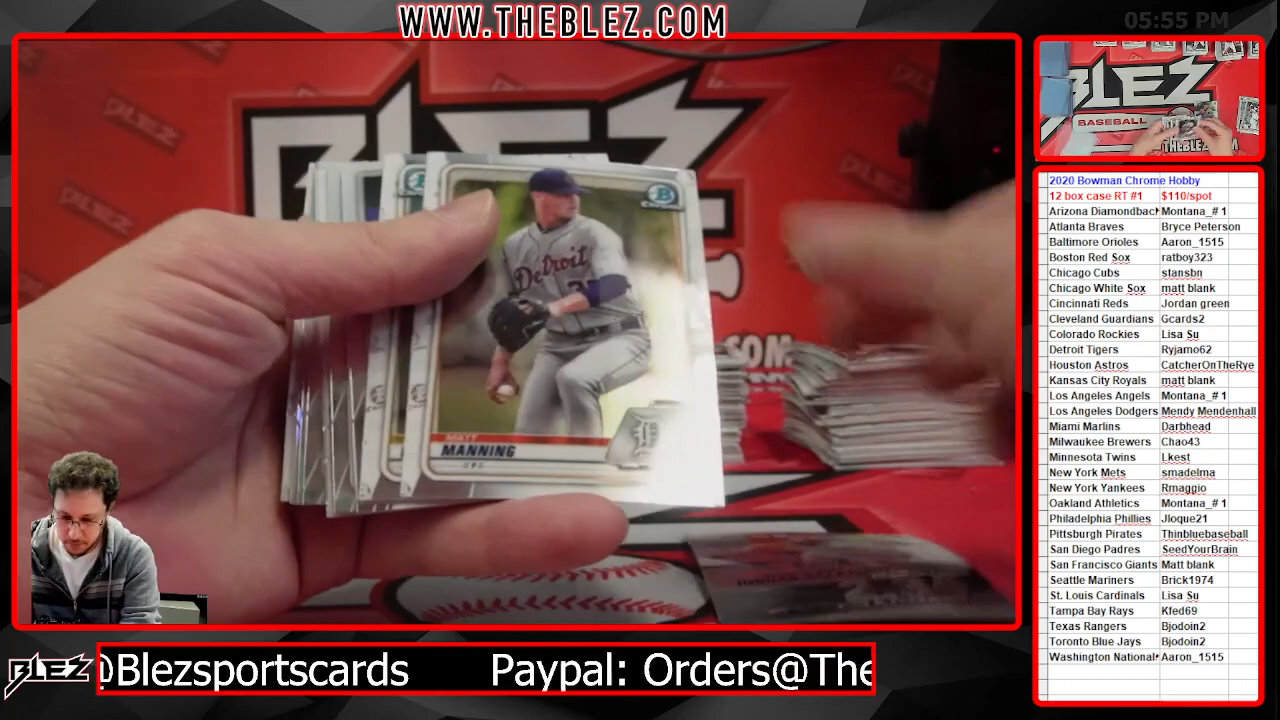 WWW.THEBLEZ.COM
05:55 PM
BLEZ
BLEZ
BASEBALL
THEBLEZ
Detroit
MATT
MANNING
2020 Bowman Chrome Hobby
12 box case RT #1 $110/spot
Arizona Diamondback Montana_# 1
Atlanta Braves Bryce Peterson
Baltimore Orioles Aaron_1515
Boston Red Sox ratboy323
Chicago Cubs stansbn
Chicago White Sox matt blank
Cincinnati Reds Jordan green
Cleveland Guardians Gcards2
Colorado Rockies Lisa Su
Detroit Tigers Ryjamo62
Houston Astros CatcherOnTheRye
Kansas City Royals matt blank
Los Angeles Angels Montana_# 1
Los Angeles Dodgers Mendy Mendenhall
Miami Marlins Darbhead
Milwaukee Brewers Chao43
Minnesota Twins Lkest
New York Mets smadelma
New York Yankees Rmaggio
Oakland Athletics Montana_# 1
Philadelphia Phillies Jloque21
Pittsburgh Pirates Thinbluebaseball
San Diego Padres SeedYourBrain
San Francisco Giants Matt blank
Seattle Mariners Brick1974
St. Louis Cardinals Lisa Su
Tampa Bay Rays Kfed69
Texas Rangers Bjodoin2
Toronto Blue Jays Bjodoin2
Washington National Aaron_1515
BLEZ @Blezsportscards Paypal: Orders@The